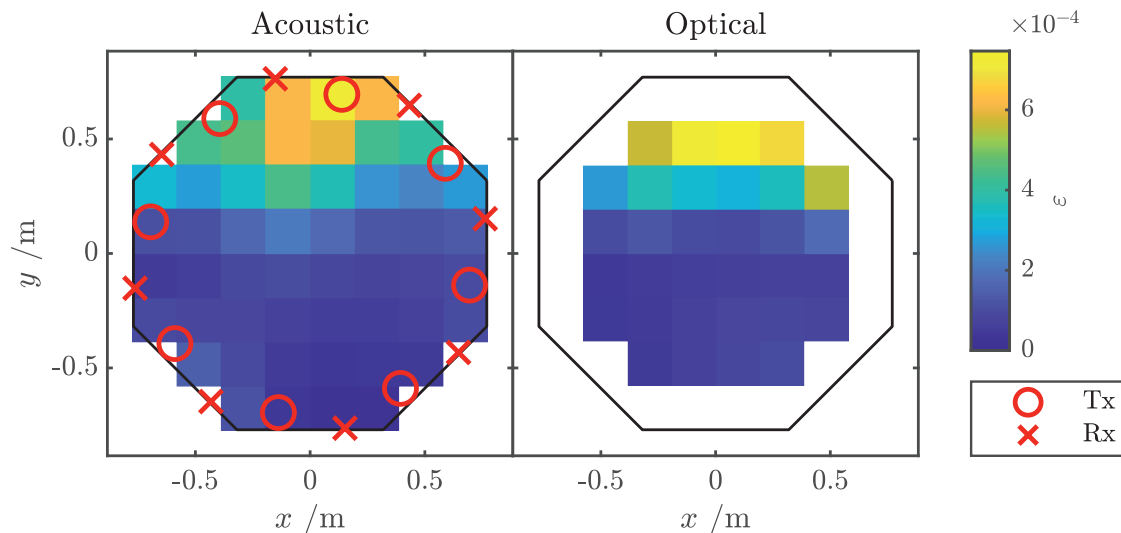 Acoustic Optical ×10⁻⁴
0.5
0
-0.5
y /m
-0.5 0 0.5
x /m
-0.5 0 0.5
x /m
6
4
2
0
ε
Tx
Rx